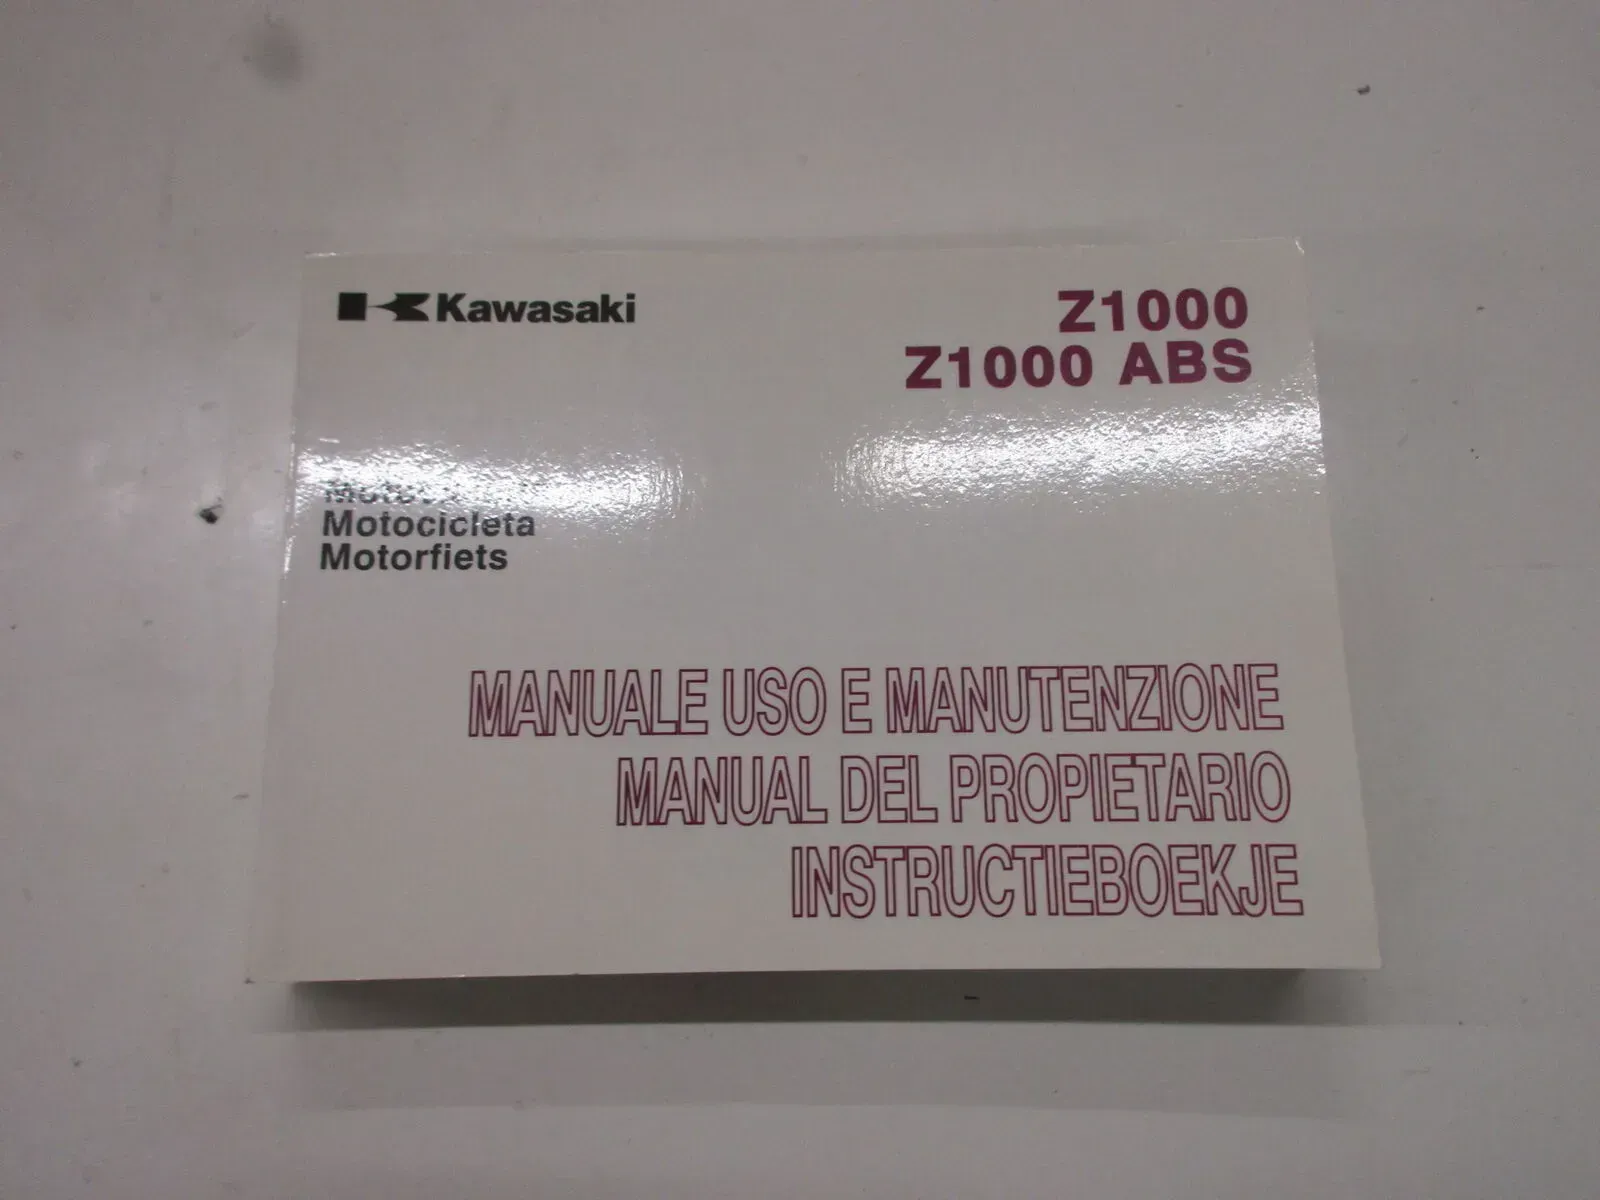 Kawasaki
Z1000
Z1000 ABS
Motocicleta
Motorfiets
MANUALE USO E MANUTENZIONE
MANUAL DEL PROPIETARIO
INSTRUCTIEBOEKJE